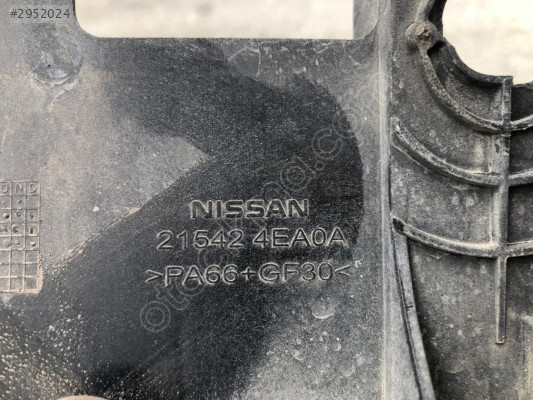 #2952024
O N D
NISSAN
21542 4EA0A
>PA66+GF30<